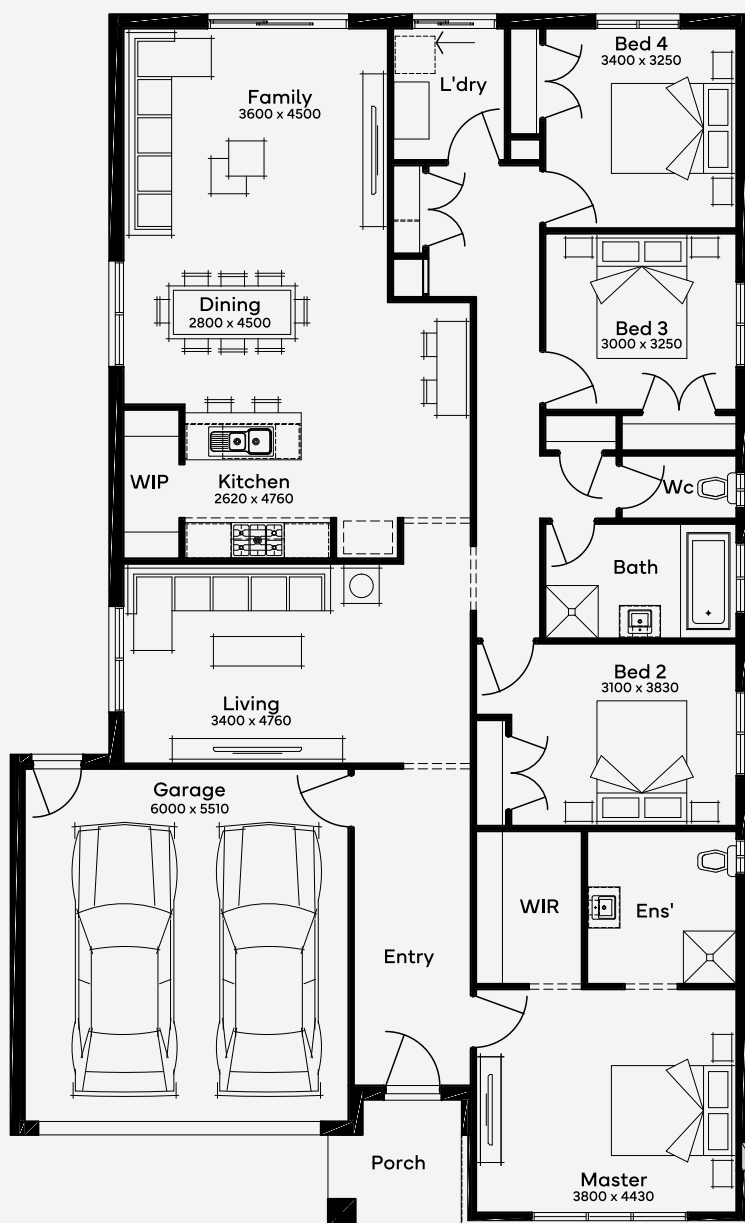 Bed 4
3400 x 3250
L'dry
Family
3600 x 4500
Dining
2800 x 4500
Bed 3
3000 x 3250
WIP
Kitchen
2620 x 4760
Wc
Bath
Bed 2
3100 x 3830
Living
3400 x 4760
Garage
6000 x 5510
WIR
Ens'
Entry
Porch
Master
3800 x 4430